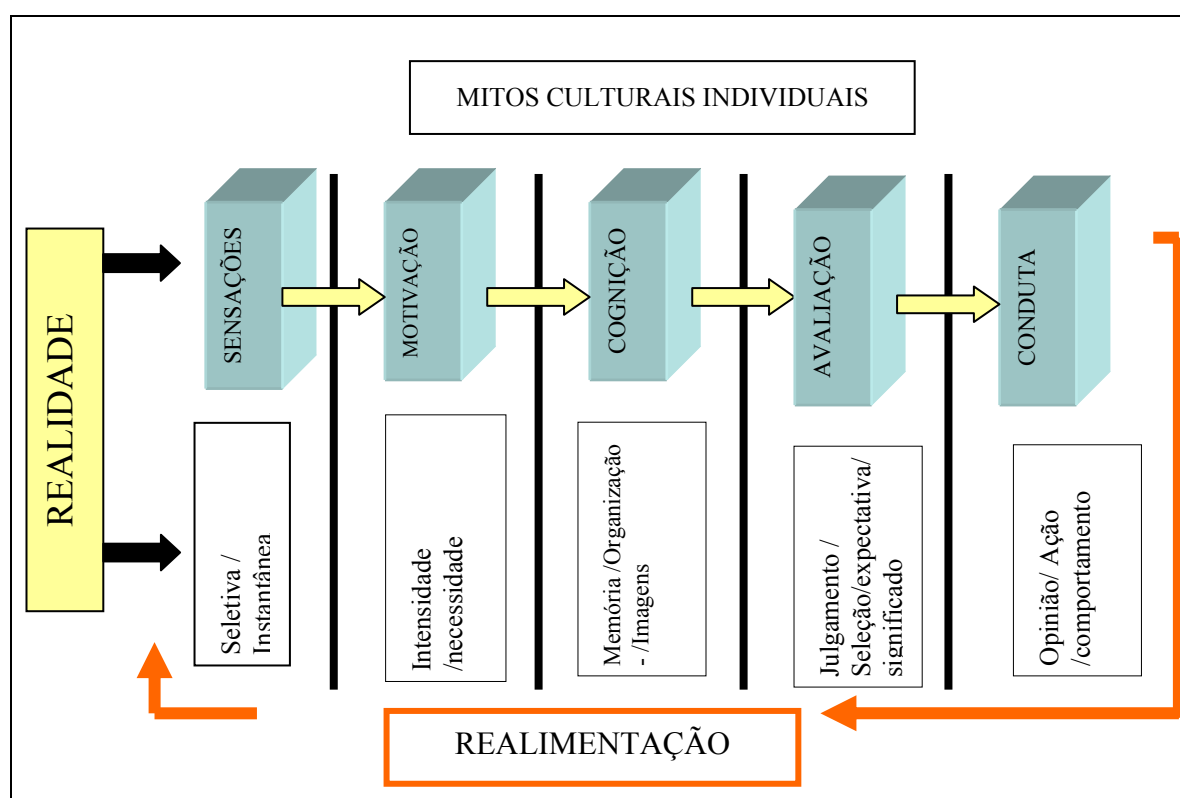 MITOS CULTURAIS INDIVIDUAIS
REALIDADE
SENSAÇÕES
MOTIVAÇÃO
COGNIÇÃO
AVALIAÇÃO
CONDUTA
Seletiva /
Instantânea
Intensidade
/necessidade
Memória /Organização
- /Imagens
Julgamento /
Seleção/expectativa/
significado
Opinião/ Ação
/comportamento
REALIMENTAÇÃO